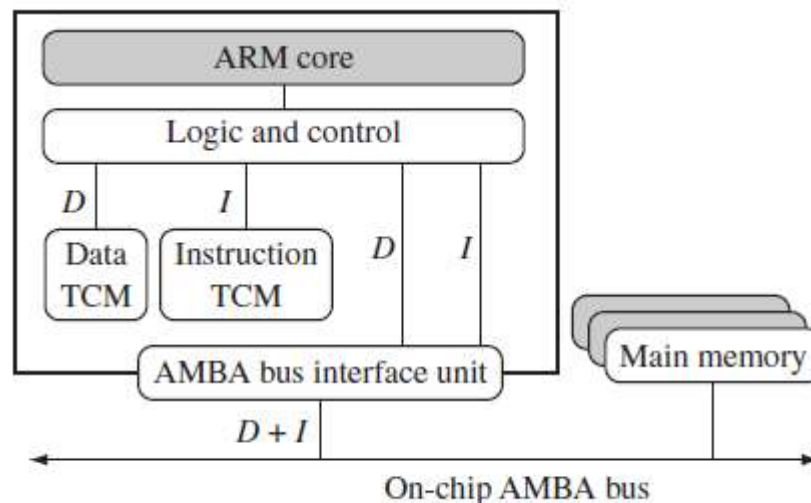 ARM core
Logic and control
D
I
D
I
Data
TCM
Instruction
TCM
Main memory
AMBA bus interface unit
D + I
On-chip AMBA bus